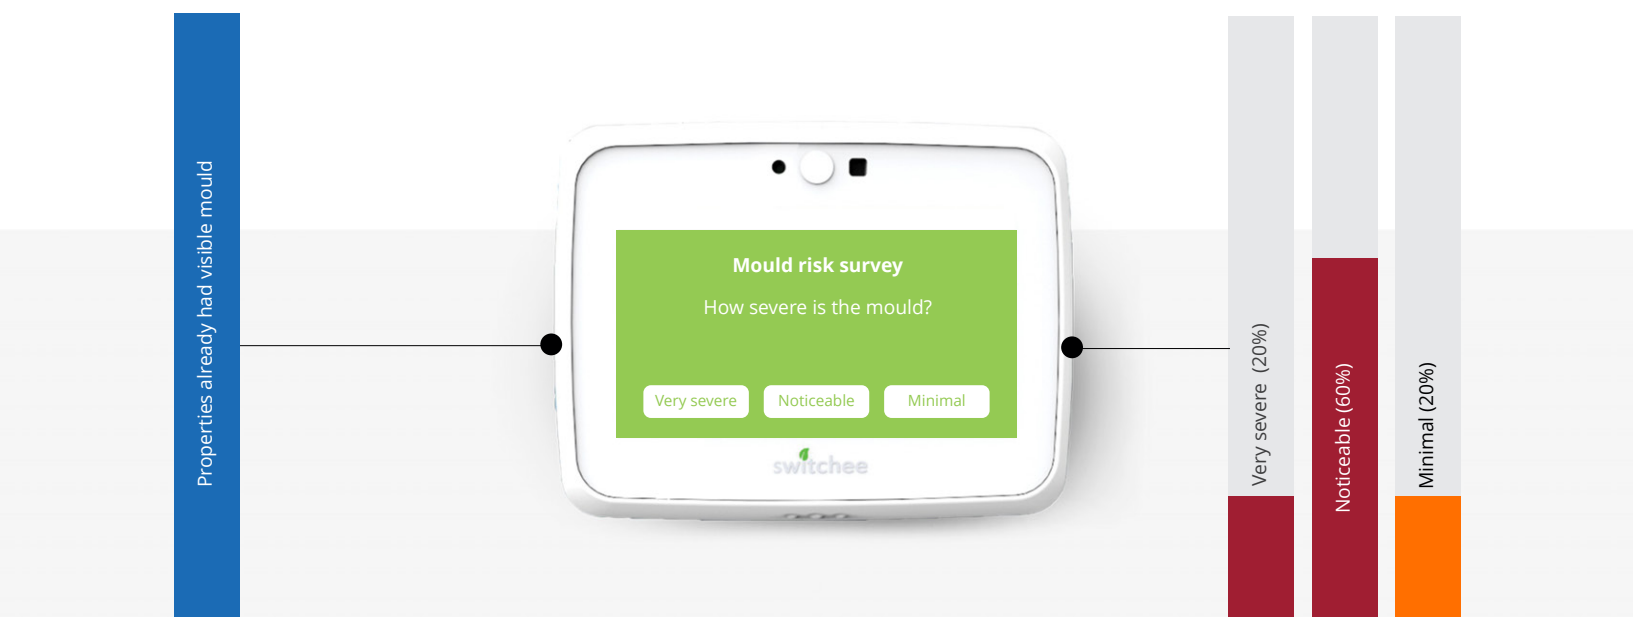 Properties already had visible mould
Mould risk survey
How severe is the mould?
Very severe
Noticeable
Minimal
switchee
Very severe (20%)
Noticeable (60%)
Minimal (20%)